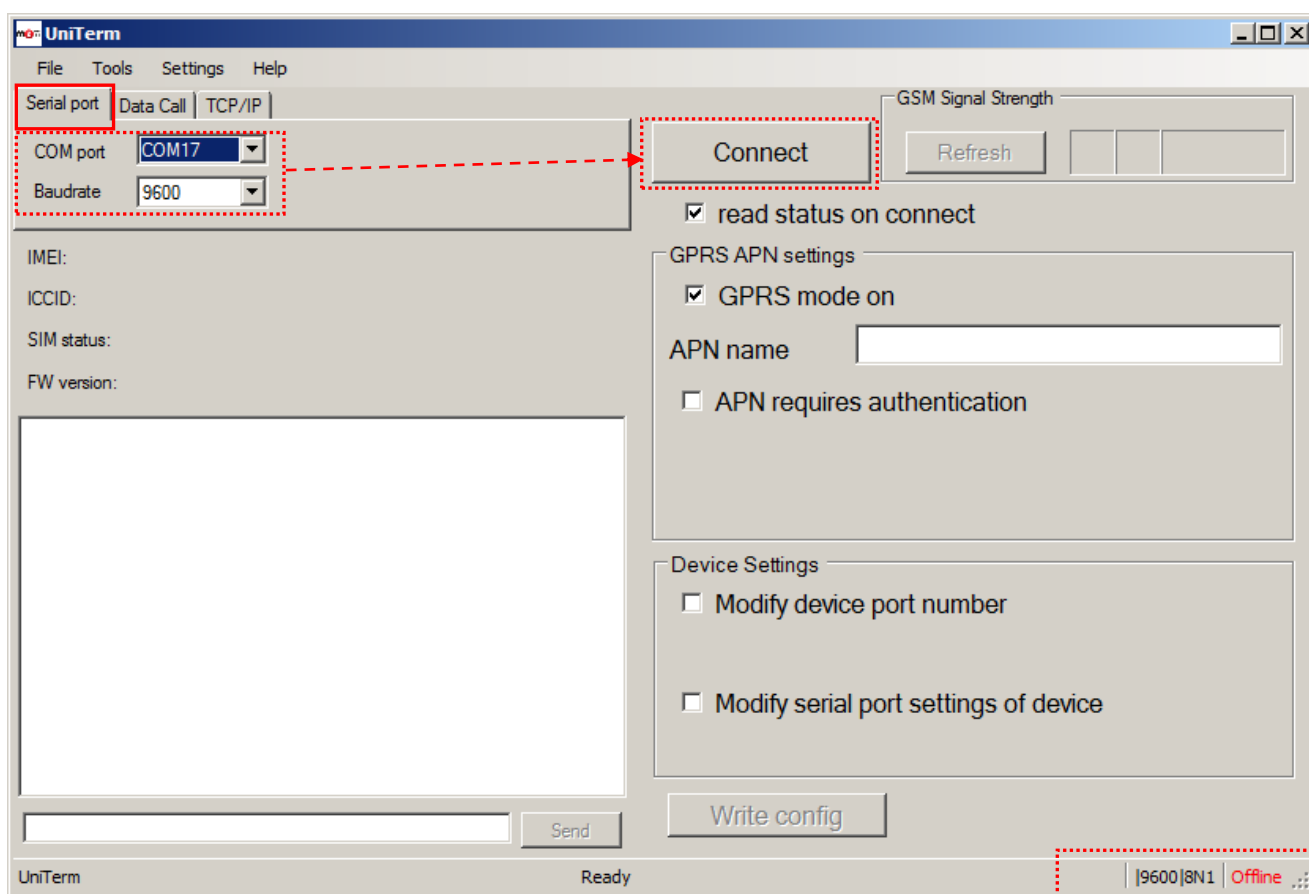 UniTerm
File Tools Settings Help
Serial port Data Call TCP/IP
COM port COM17
Baudrate 9600
Connect
GSM Signal Strength
Refresh
read status on connect
IMEI:
ICCID:
SIM status:
FW version:
GPRS APN settings
GPRS mode on
APN name
APN requires authentication
Device Settings
Modify device port number
Modify serial port settings of device
Send
Write config
UniTerm Ready |9600|8N1 Offline